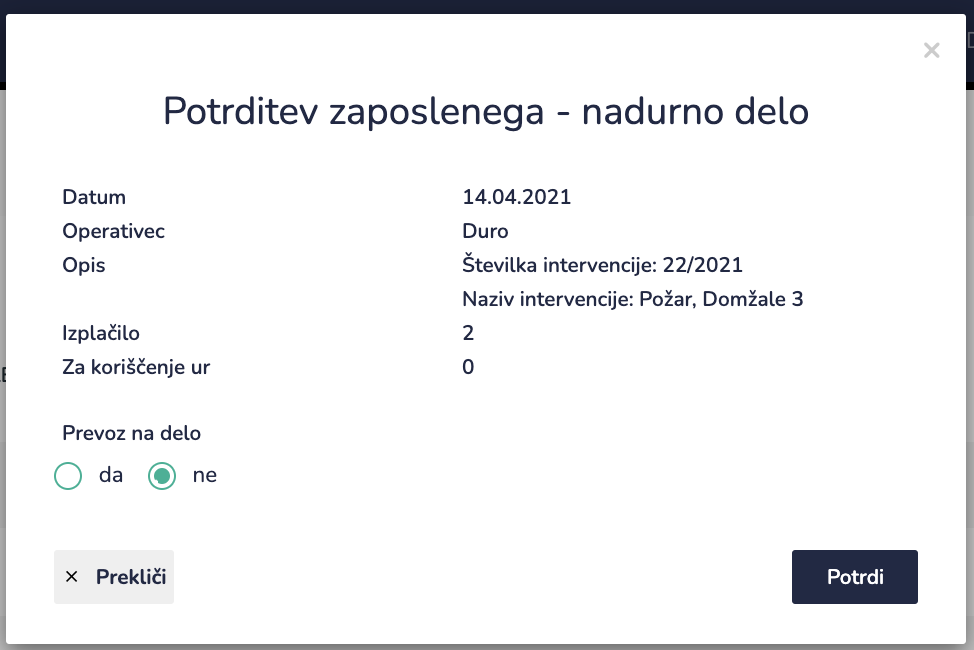 Potrditev zaposlenega - nadurno delo
Datum 14.04.2021
Operativec Duro
Opis Številka intervencije: 22/2021
Naziv intervencije: Požar, Domžale 3
Izplačilo 2
Za koriščenje ur 0
Prevoz na delo
da ne
× Prekliči Potrdi